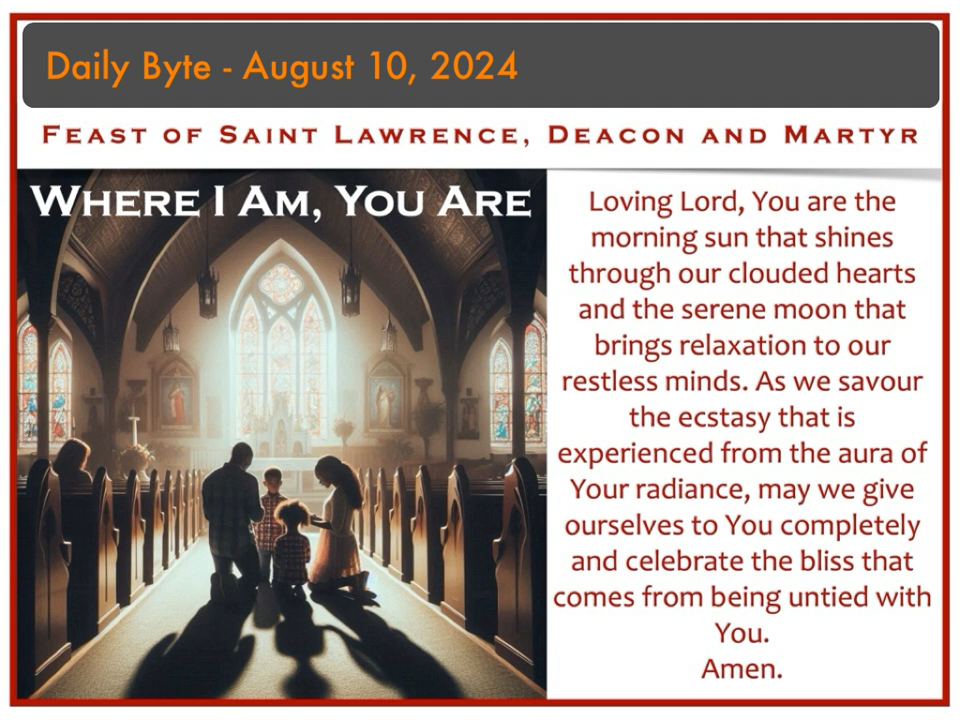 Daily Byte - August 10, 2024
Feast of Saint Lawrence, Deacon and Martyr
Where I Am, You Are
Loving Lord, You are the
morning sun that shines
through our clouded hearts
and the serene moon that
brings relaxation to our
restless minds. As we savour
the ecstasy that is
experienced from the aura of
Your radiance, may we give
ourselves to You completely
and celebrate the bliss that
comes from being untied with
You.
Amen.